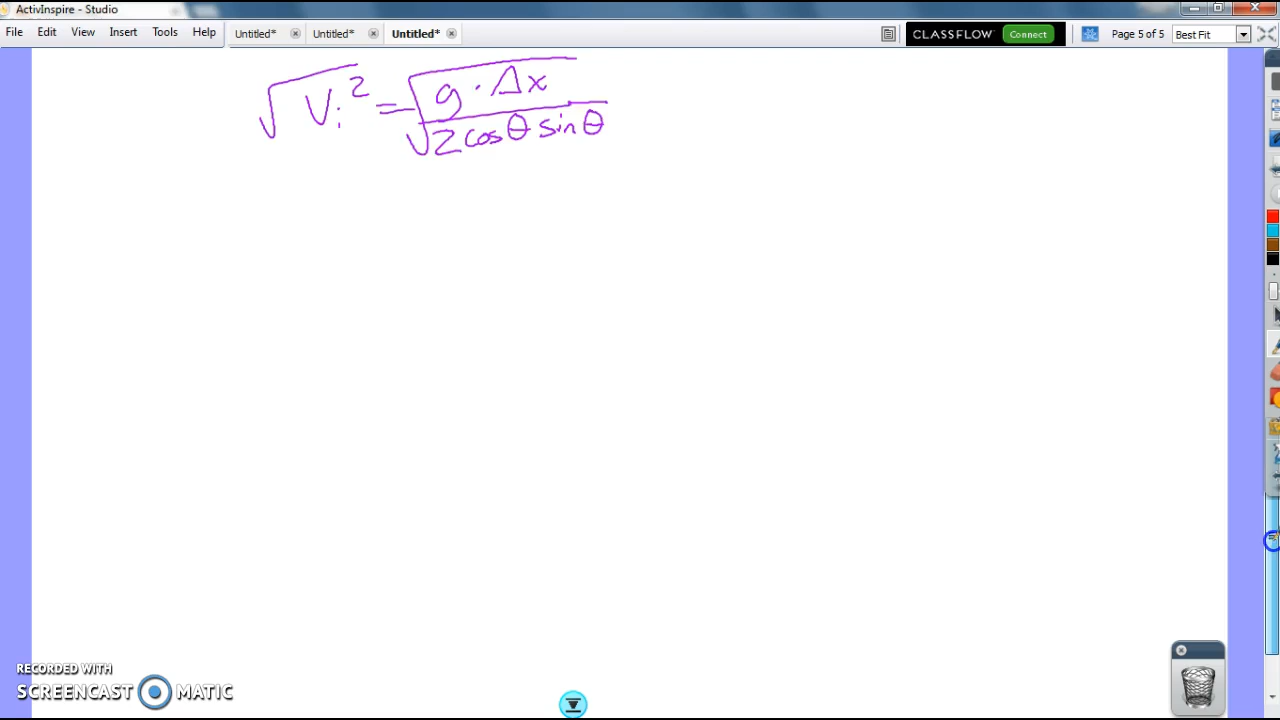 ActivInspire - Studio
File Edit View Insert Tools Help Untitled* Untitled* Untitled* CLASSFLOW Connect Page 5 of 5 Best Fit
√Vi² = √g · Δx
√2cosθ sinθ
RECORDED WITH
SCREENCAST MATIC